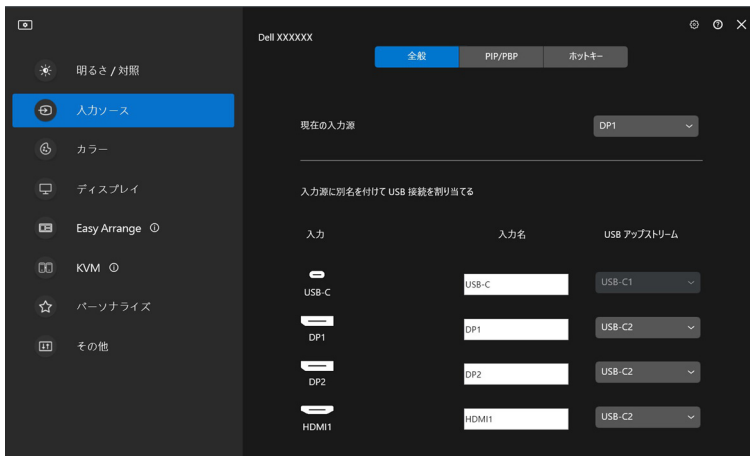 Dell XXXXXX
全般 PIP/PBP ホットキー
明るさ / 対照
入力ソース
カラー
ディスプレイ
Easy Arrange
KVM
パーソナライズ
その他
現在の入力源 DP1
入力源に別名を付けて USB 接続を割り当てる
入力 入力名 USB アップストリーム
USB-C USB-C USB-C1
DP1 DP1 USB-C2
DP2 DP2 USB-C2
HDMI1 HDMI1 USB-C2